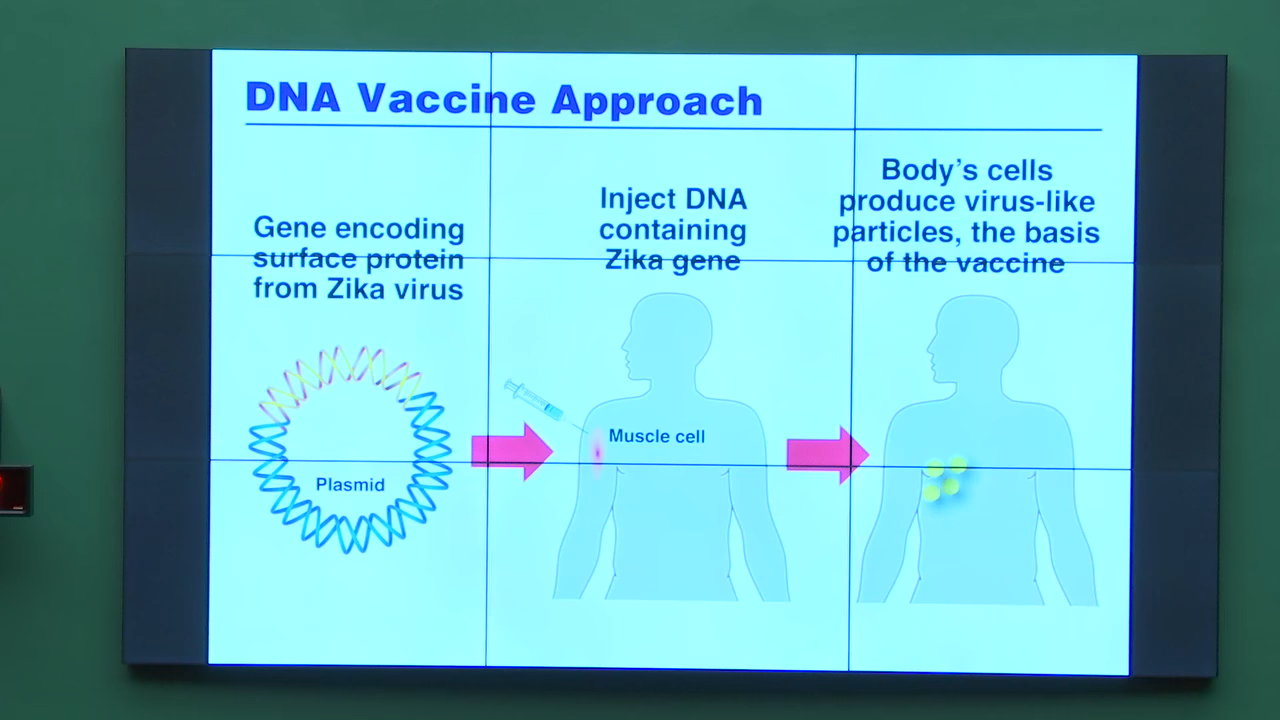 DNA Vaccine Approach
Gene encoding
surface protein
from Zika virus
Plasmid
Inject DNA
containing
Zika gene
Muscle cell
Body's cells
produce virus-like
particles, the basis
of the vaccine